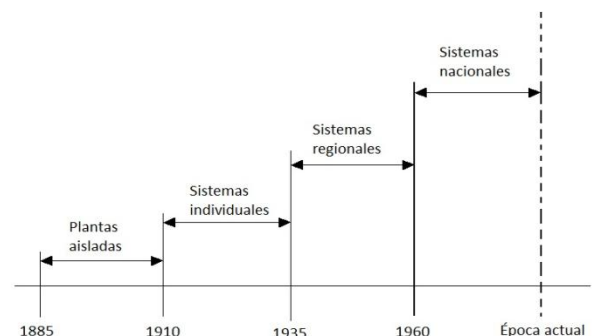 Sistemas
nacionales
Sistemas
regionales
Sistemas
individuales
Plantas
aisladas
1885
1910
1935
1960
Época actual